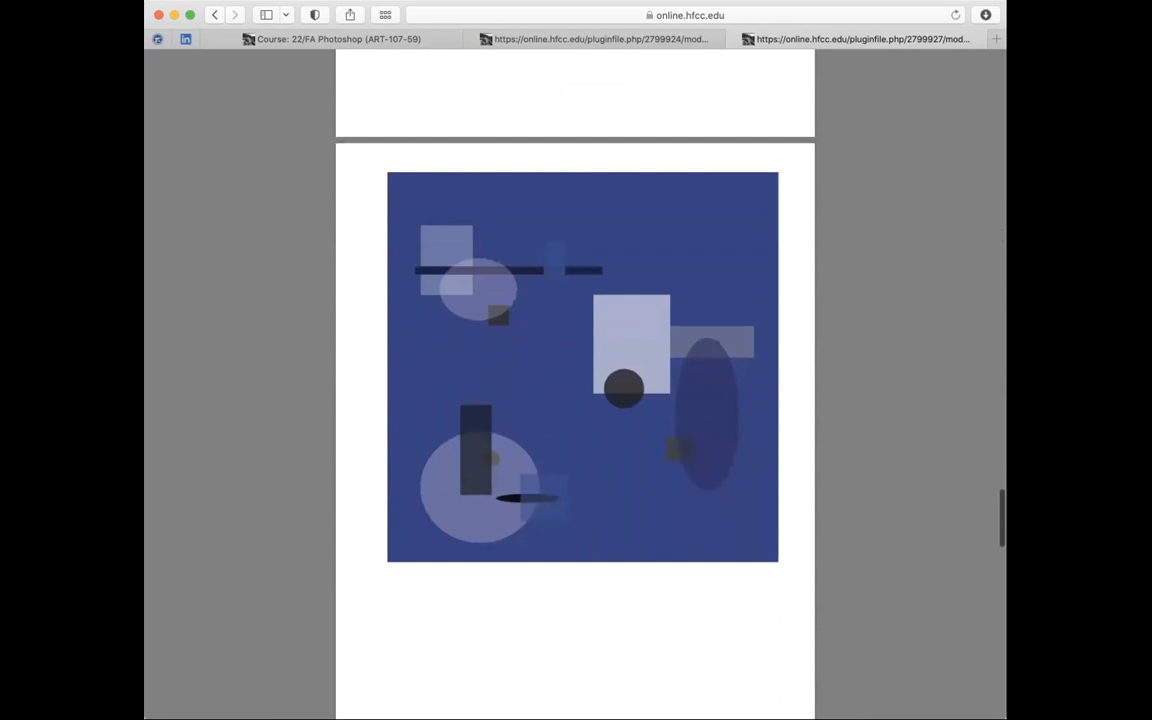 online.hfcc.edu
Course: 22/FA Photoshop (ART-107-59)
https://online.hfcc.edu/pluginfile.php/2799924/mod...
https://online.hfcc.edu/pluginfile.php/2799927/mod...